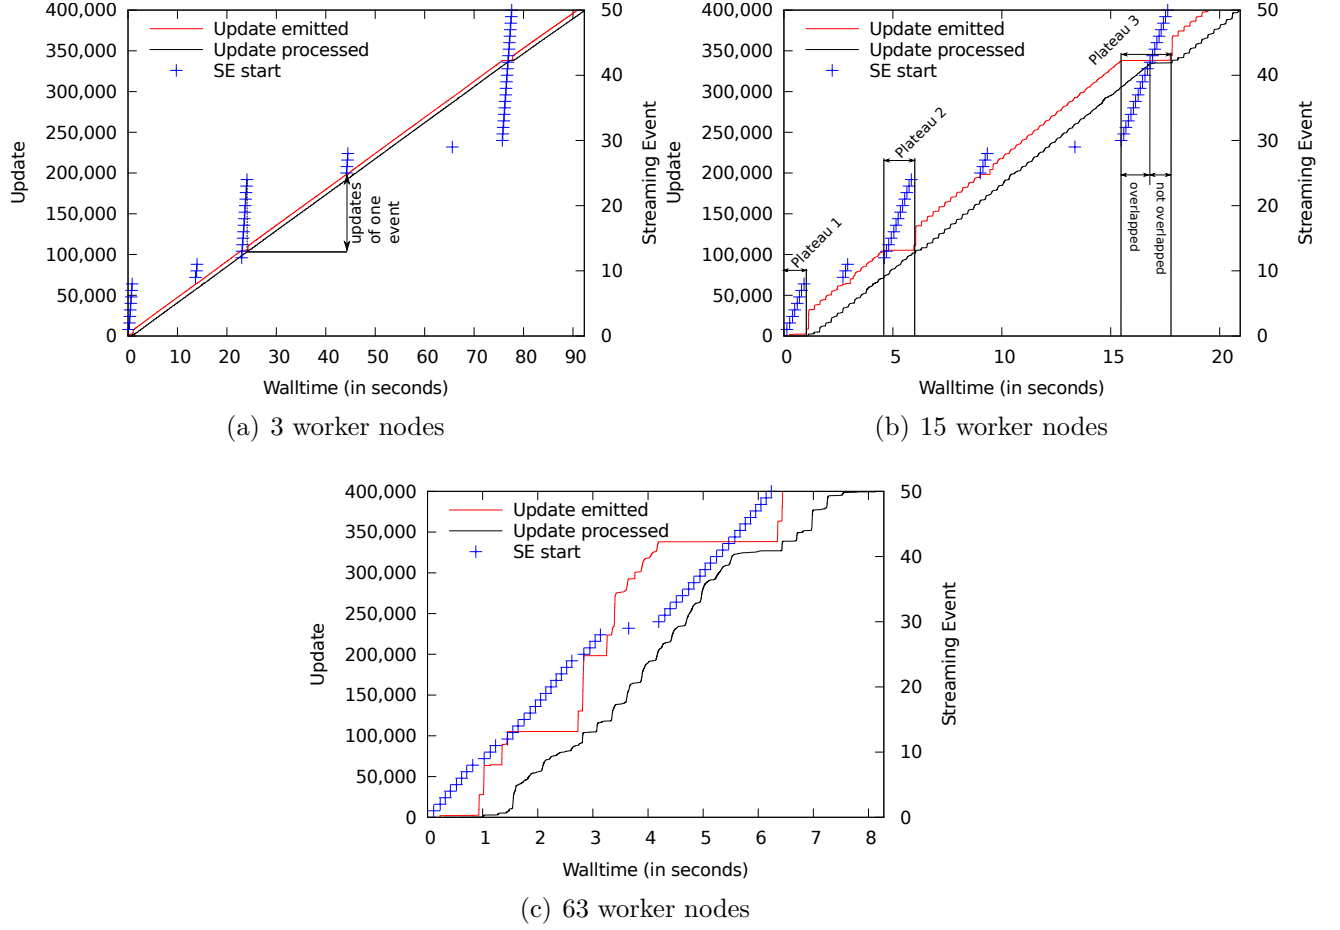 400,000
350,000
300,000
250,000
200,000
150,000
100,000
50,000
0
Update
Update emitted
Update processed
SE start
updates
of one
event
50
40
30
20
10
0
Streaming Event
0 10 20 30 40 50 60 70 80 90
Walltime (in seconds)
(a) 3 worker nodes
400,000
350,000
300,000
250,000
200,000
150,000
100,000
50,000
0
Update
Update emitted
Update processed
SE start
Plateau 1
Plateau 2
Plateau 3
overlapped
not overlapped
50
40
30
20
10
0
Streaming Event
0 5 10 15 20
Walltime (in seconds)
(b) 15 worker nodes
400,000
350,000
300,000
250,000
200,000
150,000
100,000
50,000
0
Update
Update emitted
Update processed
SE start
50
40
30
20
10
0
Streaming Event
0 1 2 3 4 5 6 7 8
Walltime (in seconds)
(c) 63 worker nodes